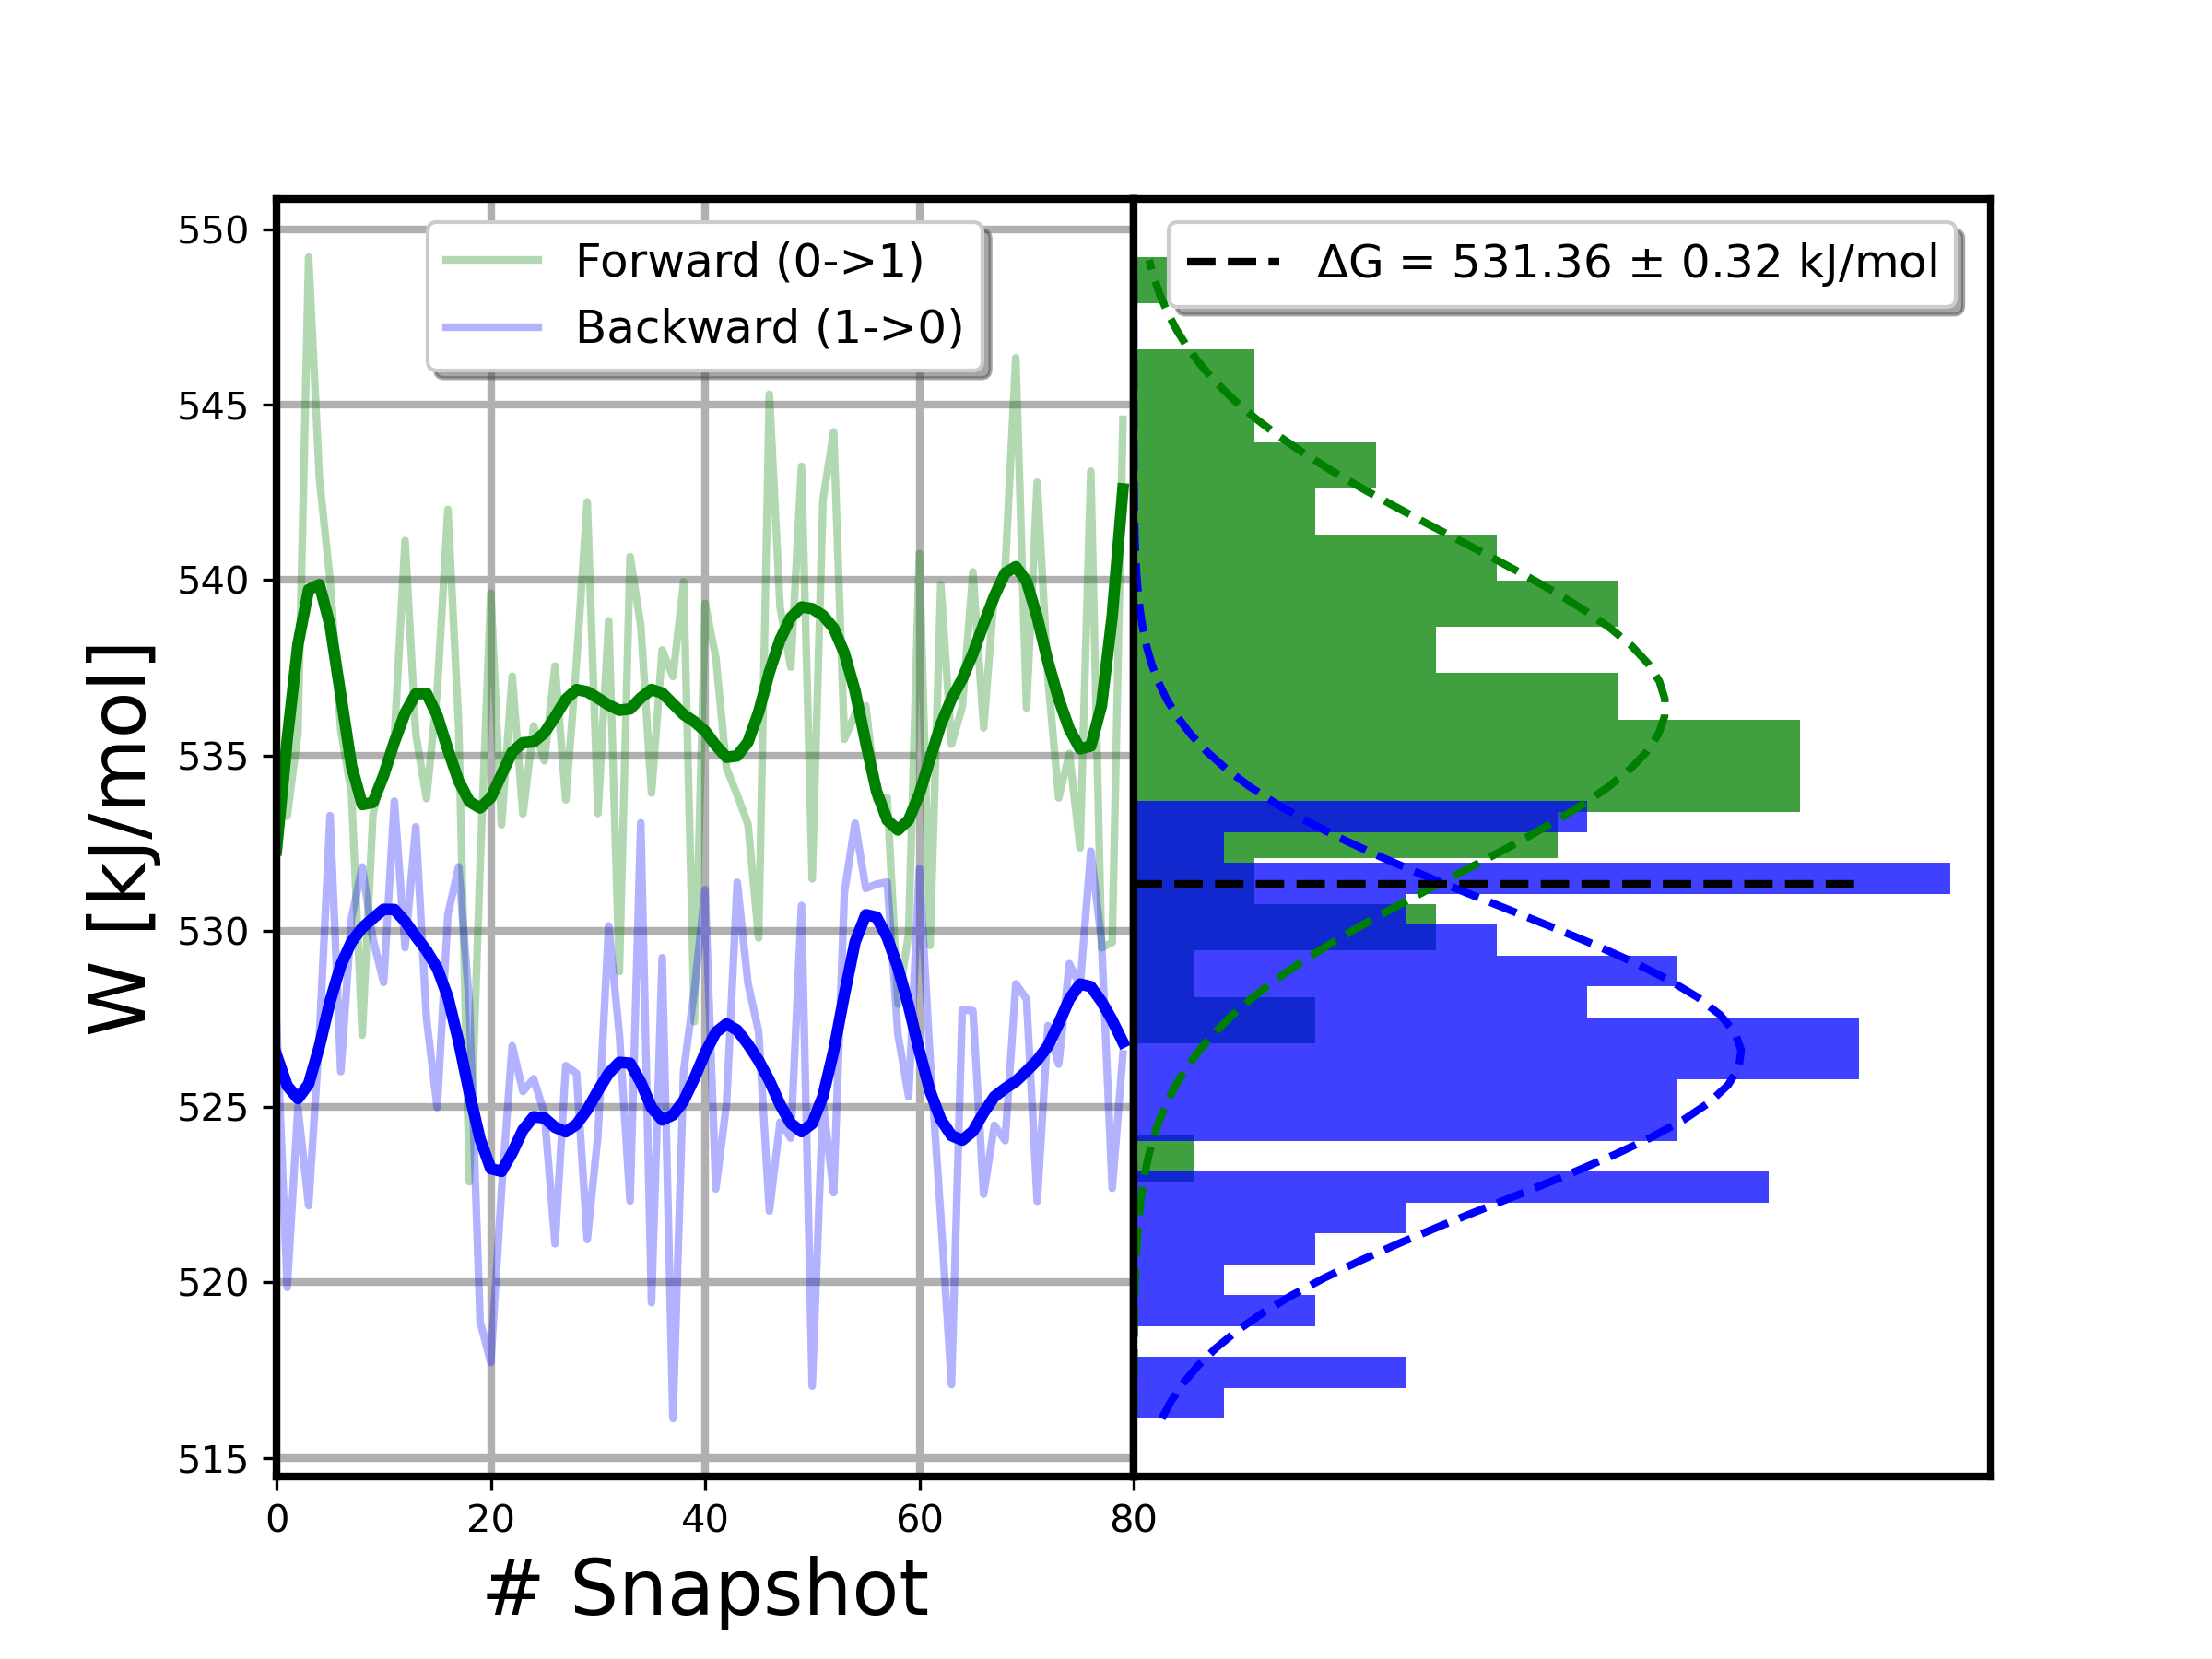 Forward (0->1)
Backward (1->0)
ΔG = 531.36 ± 0.32 kJ/mol
W [kJ/mol]
550
545
540
535
530
525
520
515
0 20 40 60 80
# Snapshot